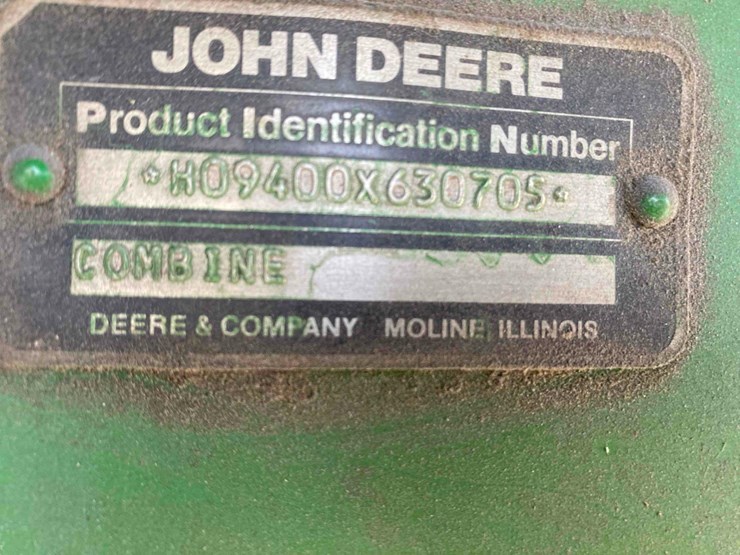 JOHN DEERE
Product Identification Number
*H09400X630705*
COMBINE
DEERE & COMPANY MOLINE ILLINOIS